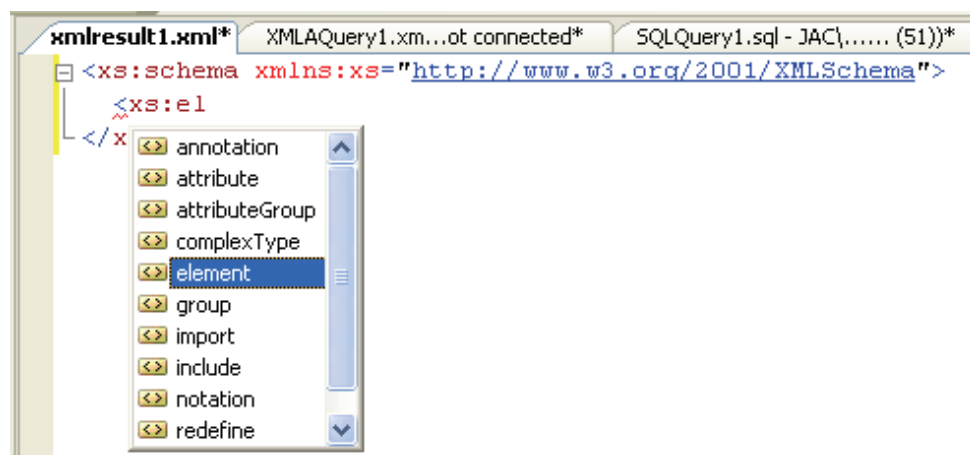 xmlresult1.xml* XMLAQuery1.xm...ot connected* SQLQuery1.sql - JAC\...... (51))*
<xs:schema xmlns:xs="http://www.w3.org/2001/XMLSchema">
<xs:el
</x
annotation
attribute
attributeGroup
complexType
element
group
import
include
notation
redefine